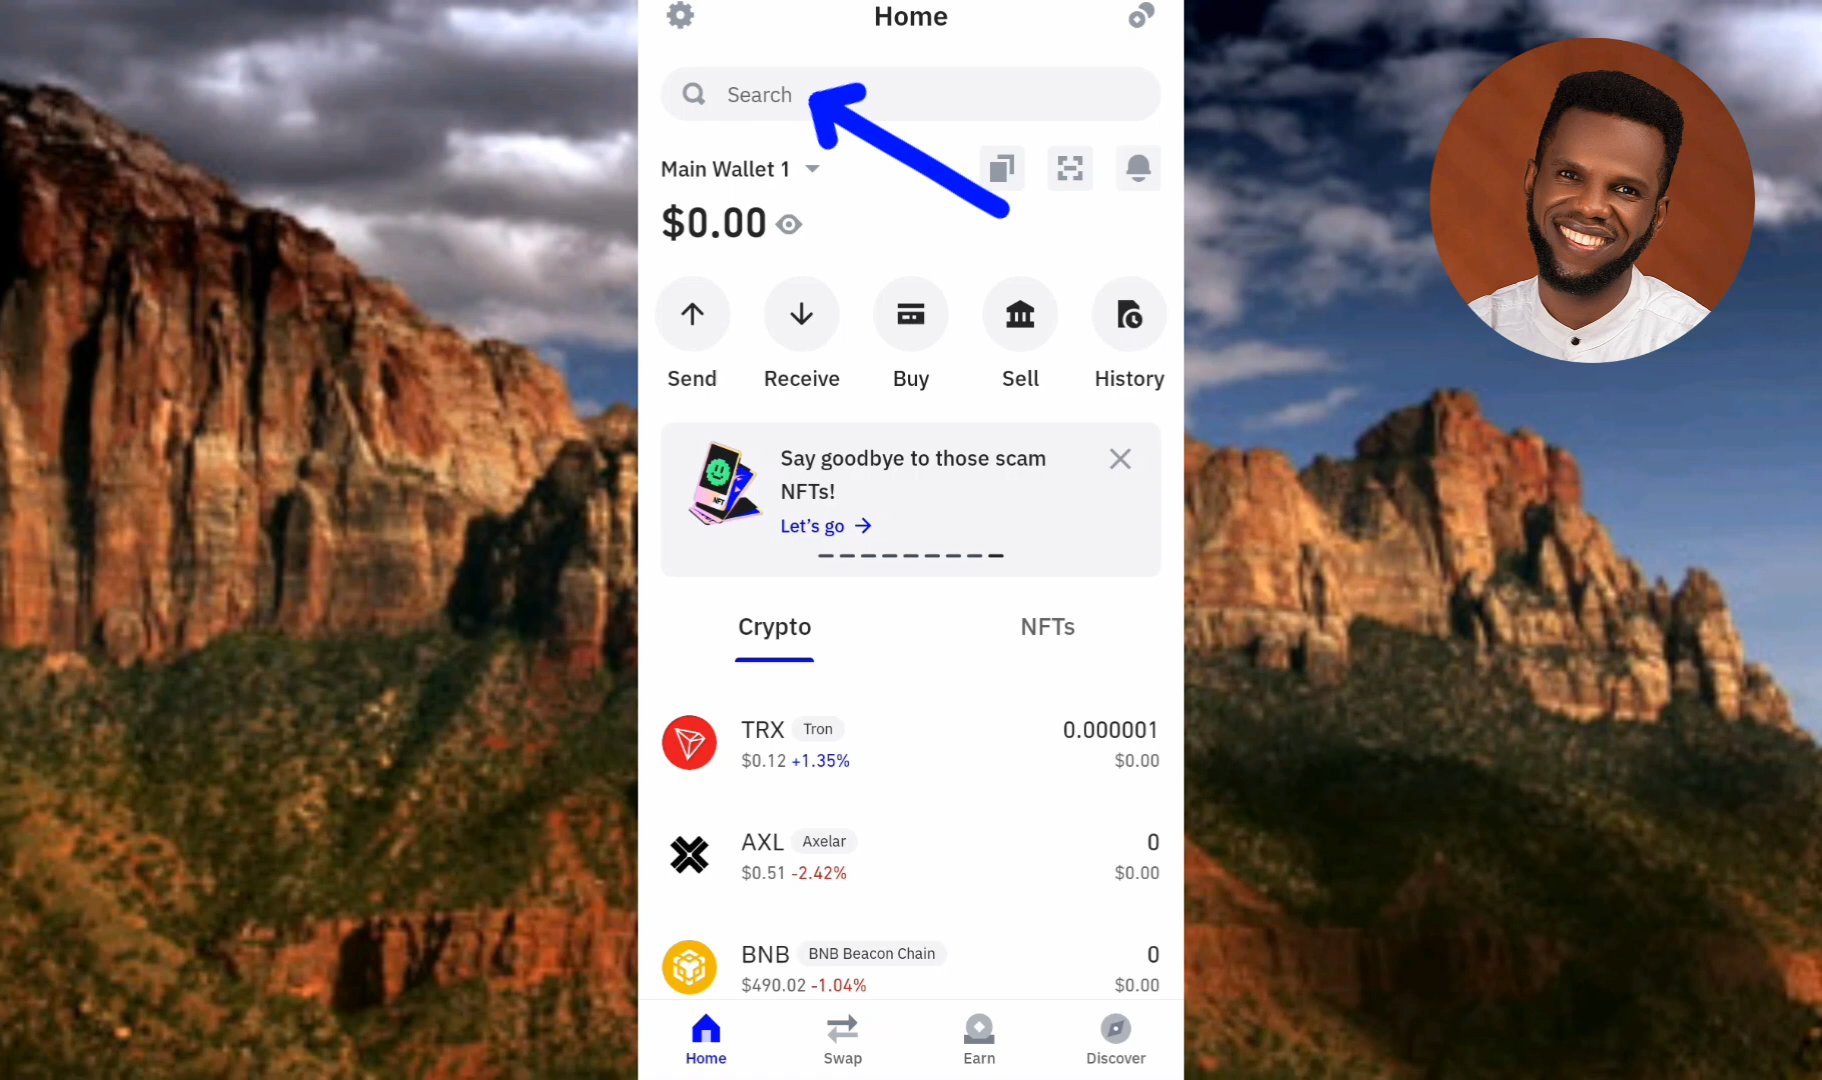 Home
Search
Main Wallet 1
$0.00
Send Receive Buy Sell History
Say goodbye to those scam
NFTs!
Let's go →
NFT
Crypto NFTs
TRX Tron 0.000001
$0.12 +1.35% $0.00
AXL Axelar 0
$0.51 -2.42% $0.00
BNB BNB Beacon Chain 0
$490.02 -1.04% $0.00
Home Swap Earn Discover